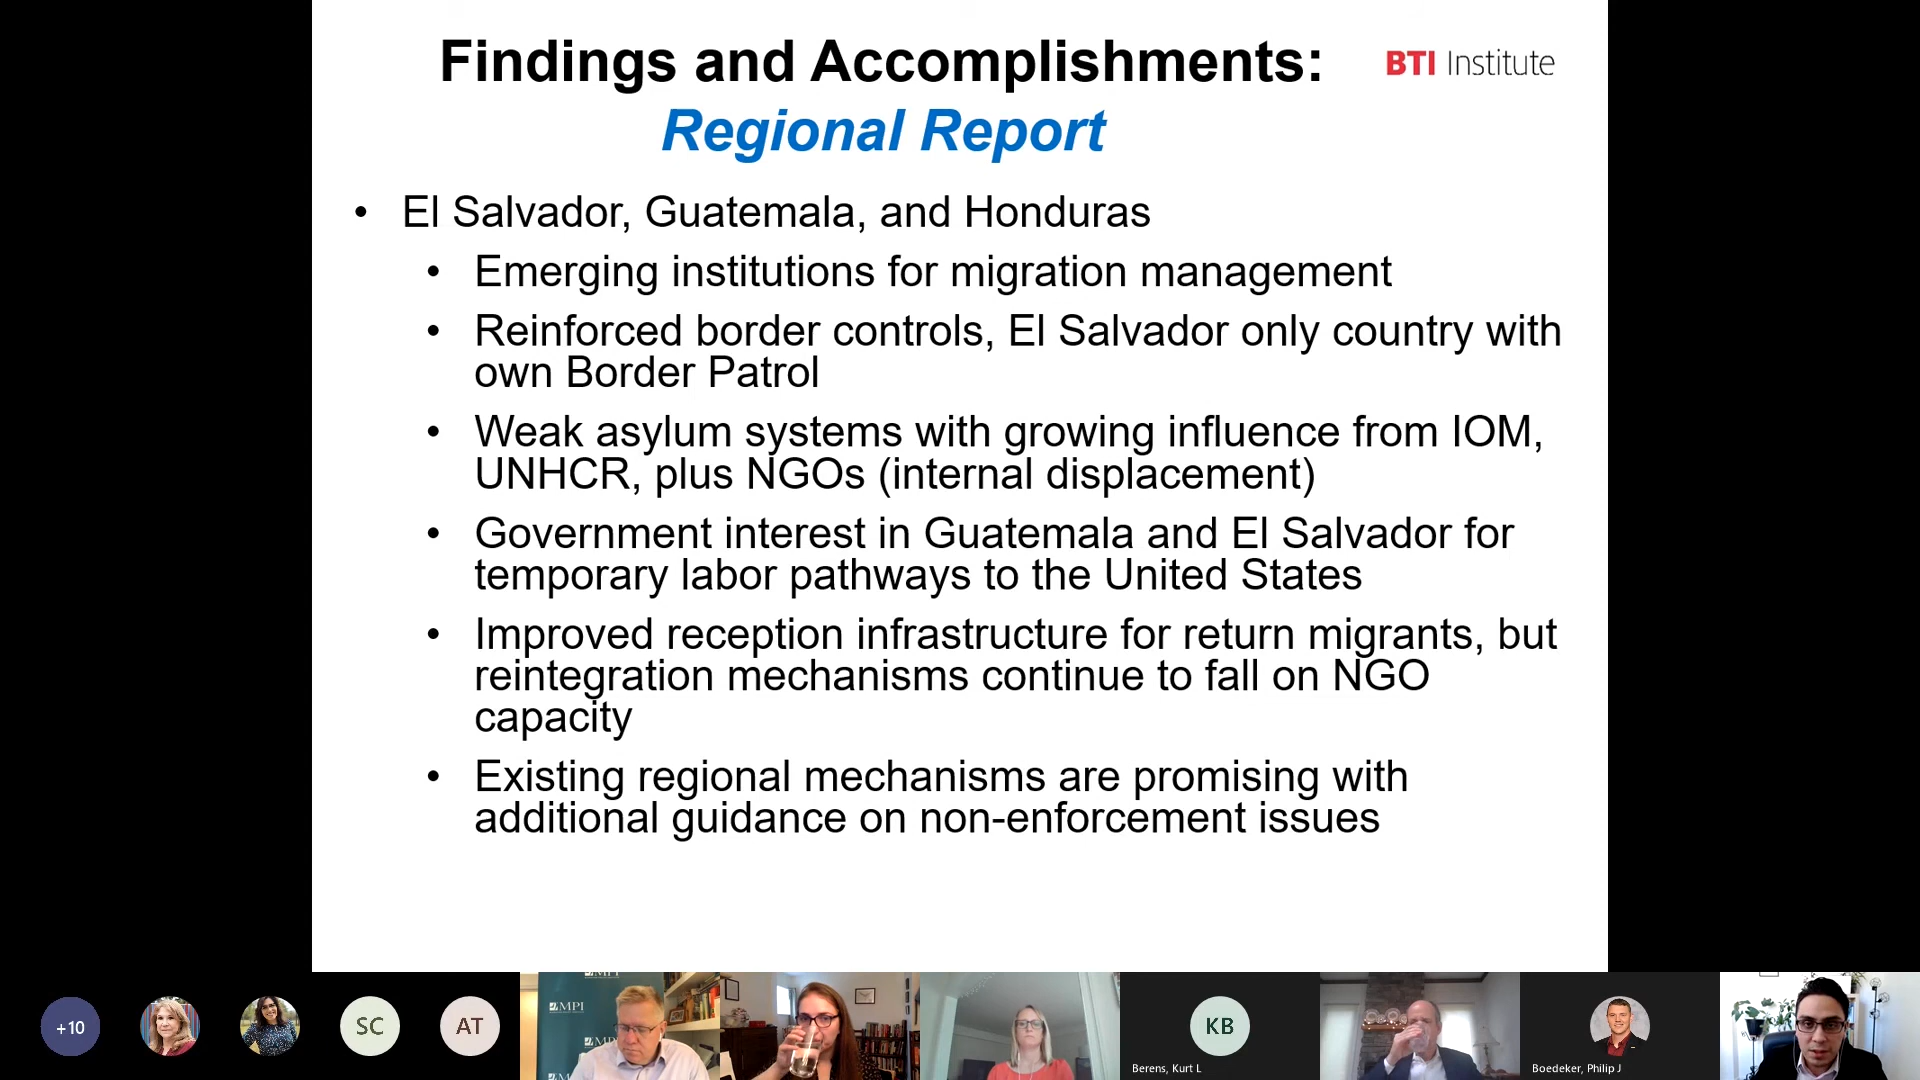 Findings and Accomplishments:
BTI Institute
Regional Report
• El Salvador, Guatemala, and Honduras
• Emerging institutions for migration management
• Reinforced border controls, El Salvador only country with
own Border Patrol
• Weak asylum systems with growing influence from IOM,
UNHCR, plus NGOs (internal displacement)
• Government interest in Guatemala and El Salvador for
temporary labor pathways to the United States
• Improved reception infrastructure for return migrants, but
reintegration mechanisms continue to fall on NGO
capacity
• Existing regional mechanisms are promising with
additional guidance on non-enforcement issues
+10
SC
AT
MPI
KB
Berens, Kurt L
Boedeker, Philip J